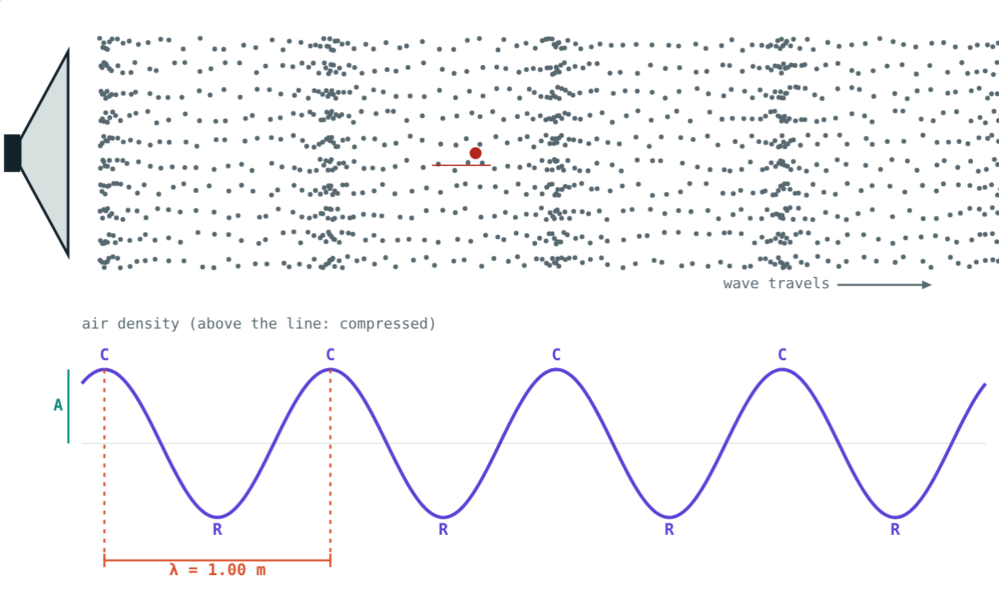 wave travels
air density (above the line: compressed)
C C C C
A
R R R R
λ = 1.00 m